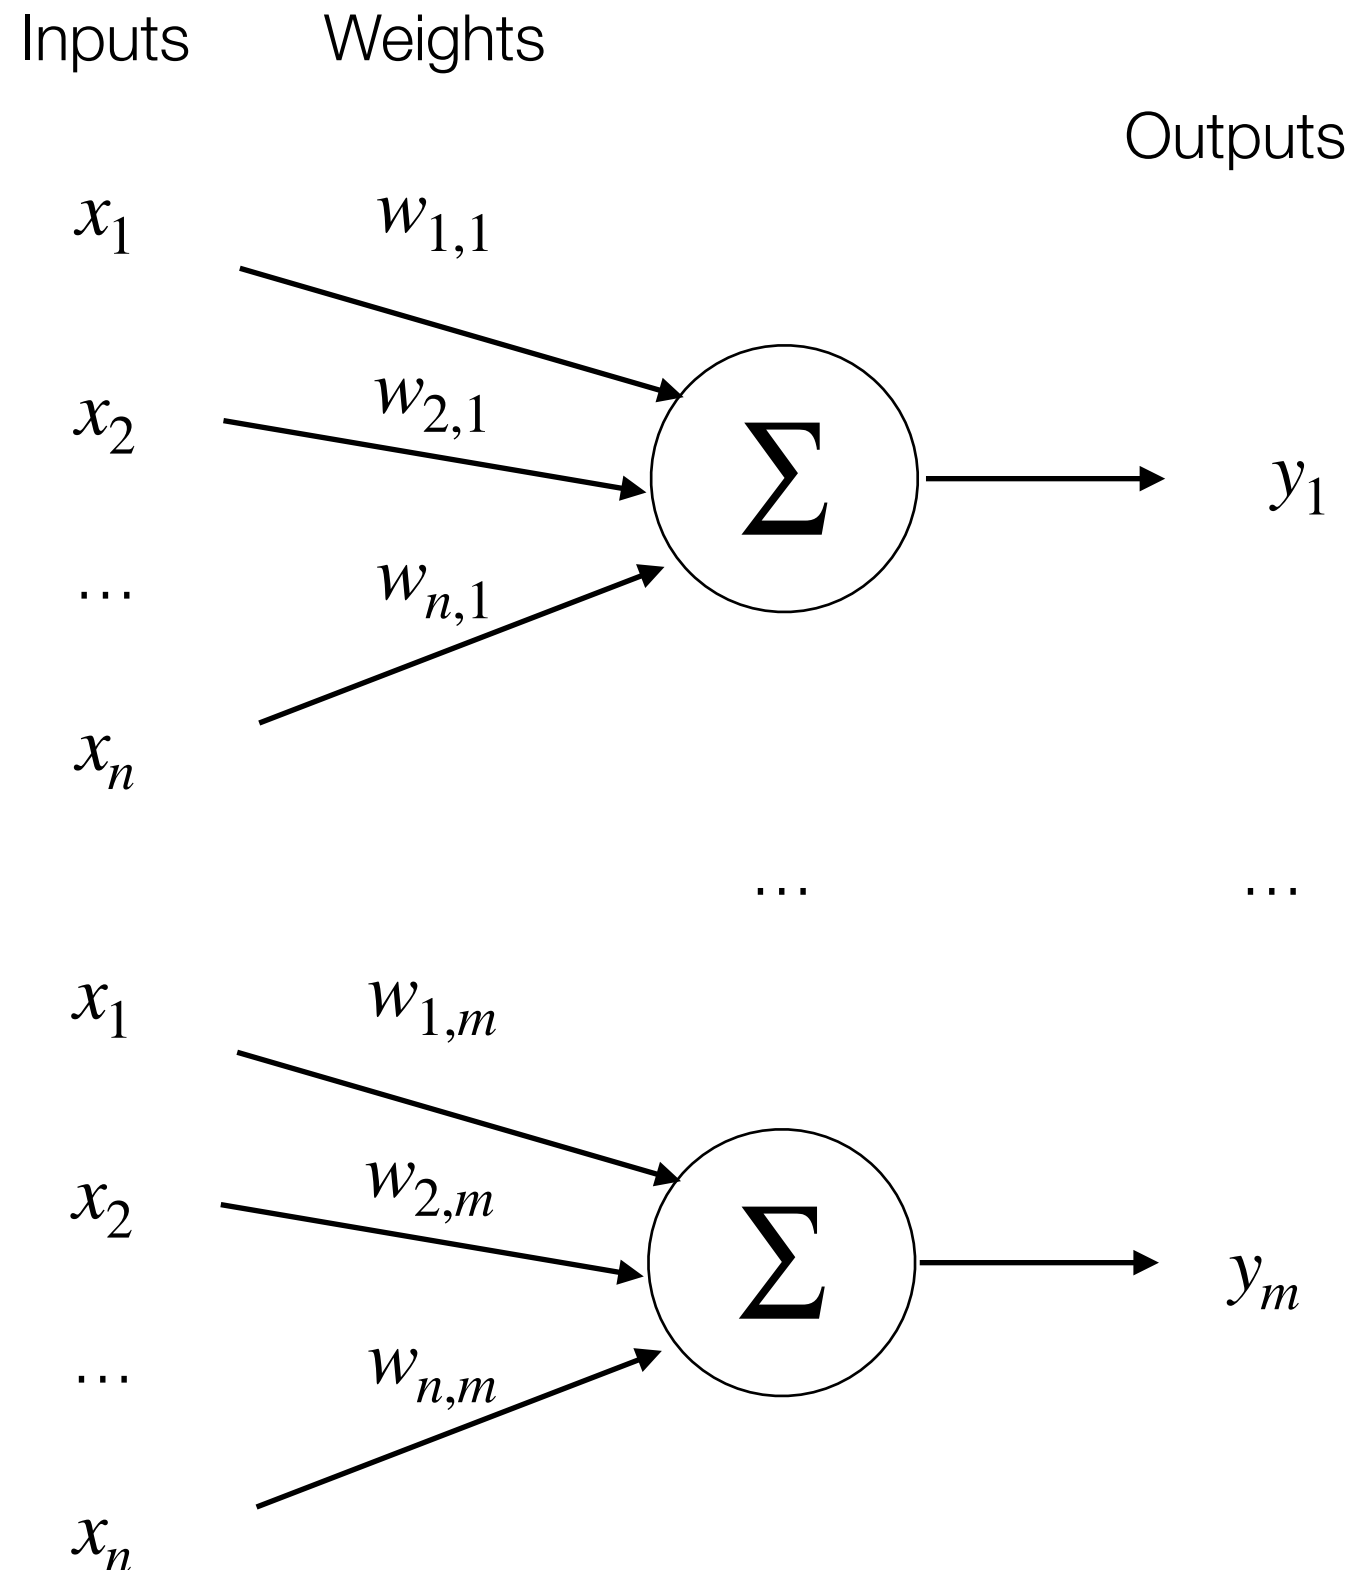 Inputs Weights
Outputs
x₁ w₁,₁
x₂ w₂,₁
Σ y₁
… wₙ,₁
xₙ
… …
x₁ w₁,ₘ
x₂ w₂,ₘ
Σ yₘ
… wₙ,ₘ
xₙ